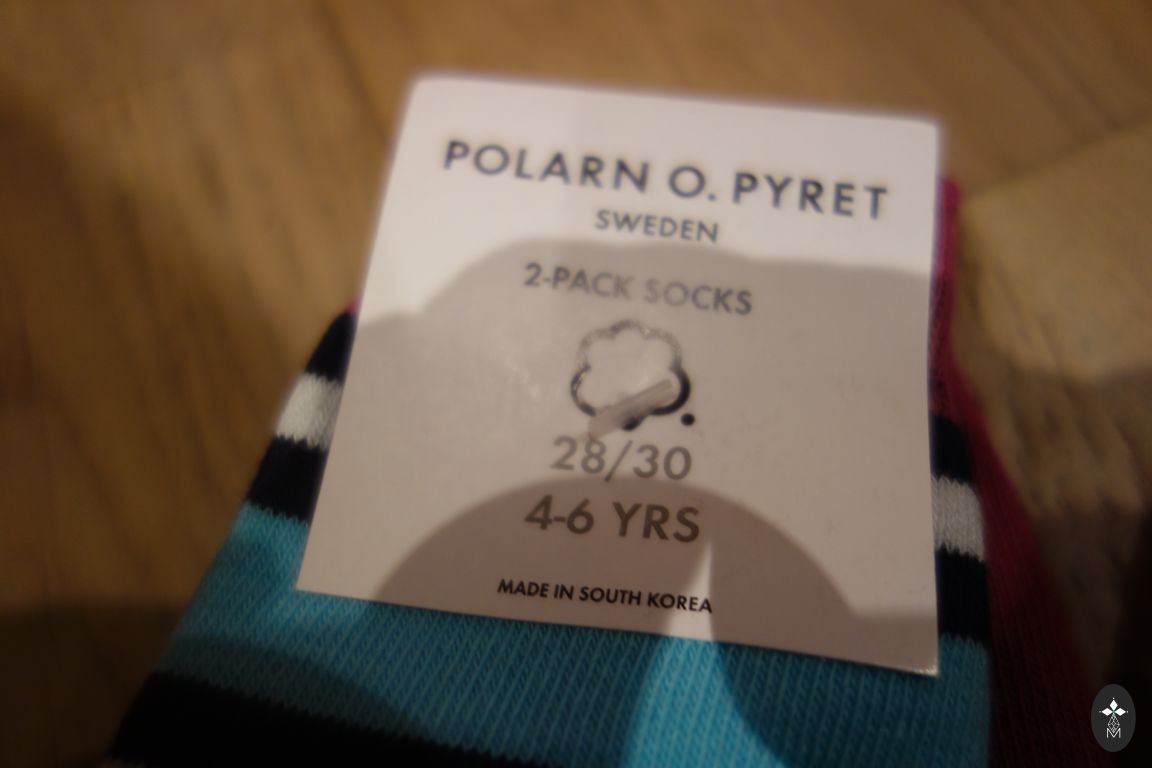 POLARN O. PYRET
SWEDEN
2-PACK SOCKS
28/30
4-6 YRS
MADE IN SOUTH KOREA
M